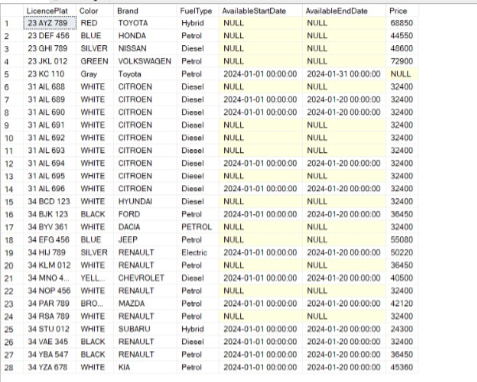 LicencePlat Color Brand FuelType AvailableStartDate AvailableEndDate Price
1 23 AYZ 789 RED TOYOTA Hybrid NULL NULL 68850
2 23 DEF 456 BLUE HONDA Petrol NULL NULL 44550
3 23 GHI 789 SILVER NISSAN Diesel NULL NULL 48600
4 23 JKL 012 GREEN VOLKSWAGEN Petrol NULL NULL 72900
5 23 KC 110 Gray Toyota Petrol 2024-01-01 00:00:00 2024-01-31 00:00:00 NULL
6 31 AIL 688 WHITE CITROEN Diesel NULL NULL 32400
7 31 AIL 689 WHITE CITROEN Petrol 2024-01-01 00:00:00 2024-01-20 00:00:00 32400
8 31 AIL 690 WHITE CITROEN Diesel 2024-01-01 00:00:00 2024-01-20 00:00:00 32400
9 31 AIL 691 WHITE CITROEN Diesel NULL NULL 32400
10 31 AIL 692 WHITE CITROEN Petrol NULL NULL 32400
11 31 AIL 693 WHITE CITROEN Diesel NULL NULL 32400
12 31 AIL 694 WHITE CITROEN Petrol 2024-01-01 00:00:00 2024-01-20 00:00:00 32400
13 31 AIL 695 WHITE CITROEN Petrol NULL NULL 32400
14 31 AIL 696 WHITE CITROEN Petrol 2024-01-01 00:00:00 2024-01-20 00:00:00 32400
15 34 BCD 123 WHITE HYUNDAI Diesel NULL NULL 32400
16 34 BJK 123 BLACK FORD Petrol 2024-01-01 00:00:00 2024-01-20 00:00:00 36450
17 34 BYV 361 WHITE DACIA PETROL NULL NULL 32400
18 34 EFG 456 BLUE JEEP Petrol NULL NULL 55080
19 34 HIJ 789 SILVER RENAULT Electric 2024-01-01 00:00:00 2024-01-20 00:00:00 50220
20 34 KLM 012 WHITE RENAULT Petrol NULL NULL 36450
21 34 MNO 4... YELL... CHEVROLET Diesel 2024-01-01 00:00:00 2024-01-20 00:00:00 40500
22 34 NOP 456 WHITE RENAULT Petrol NULL NULL 32400
23 34 PAR 789 BRO... MAZDA Petrol 2024-01-01 00:00:00 2024-01-20 00:00:00 42120
24 34 RSA 789 WHITE RENAULT Petrol NULL NULL 32400
25 34 STU 012 WHITE SUBARU Hybrid 2024-01-01 00:00:00 2024-01-20 00:00:00 24300
26 34 VAE 345 BLACK RENAULT Diesel 2024-01-01 00:00:00 2024-01-20 00:00:00 32400
27 34 YBA 547 BLACK RENAULT Petrol 2024-01-01 00:00:00 2024-01-20 00:00:00 36450
28 34 YZA 678 WHITE KIA Petrol 2024-01-01 00:00:00 2024-01-20 00:00:00 45360